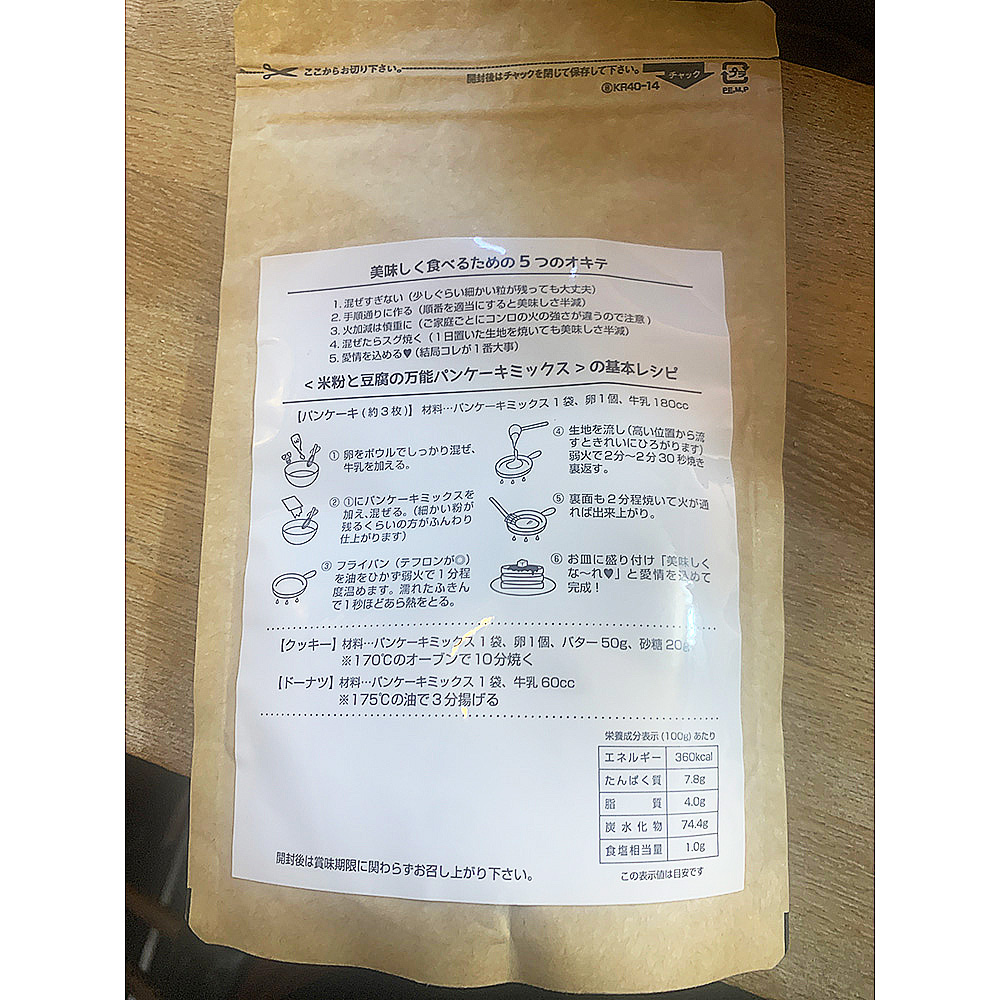 ここからお切り下さい。
開封後はチャックを閉じて保存して下さい。
チャック
プラ
PE,M,P
ⓇKR40-14
美味しく食べるための5つのオキテ
1. 混ぜすぎない（少しぐらい細かい粒が残っても大丈夫）
2. 手順通りに作る（順番を適当にすると美味しさ半減）
3. 火加減は慎重に（ご家庭ごとにコンロの火の強さが違うので注意）
4. 混ぜたらスグ焼く（1日置いた生地を焼いても美味しさ半減）
5. 愛情を込める♥（結局コレが1番大事）
＜米粉と豆腐の万能パンケーキミックス＞の基本レシピ
【パンケーキ(約3枚)】 材料…パンケーキミックス1袋、卵1個、牛乳180cc
① 卵をボウルでしっかり混ぜ、
牛乳を加える。
② ①にパンケーキミックスを
加え、混ぜる。（細かい粉が
残るくらいの方がふんわり
仕上がります）
③ フライパン（テフロンが◎）
を油をひかず弱火で1分程
度温めます。濡れたふきん
で1秒ほどあら熱をとる。
④ 生地を流し（高い位置から流
すときれいにひろがります）
弱火で2分〜2分30秒焼き
裏返す。
⑤ 裏面も2分程焼いて火が通
れば出来上がり。
⑥ お皿に盛り付け「美味しく
な〜れ♥」と愛情を込めて
完成！
【クッキー】材料…パンケーキミックス1袋、卵1個、バター50g、砂糖20g
※170℃のオーブンで10分焼く
【ドーナツ】材料…パンケーキミックス1袋、牛乳60cc
※175℃の油で3分揚げる
栄養成分表示(100g)あたり
エネルギー 360kcal
たんぱく質 7.8g
脂質 4.0g
炭水化物 74.4g
食塩相当量 1.0g
この表示値は目安です
開封後は賞味期限に関わらずお召し上がり下さい。